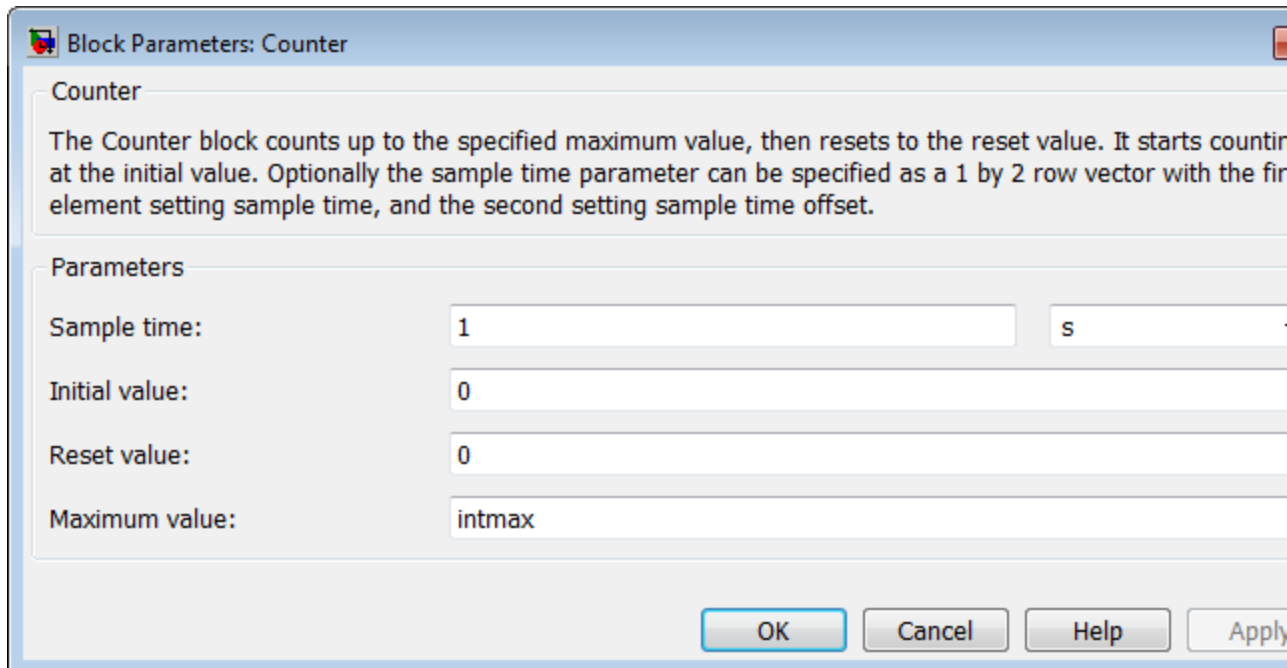 Block Parameters: Counter
Counter
The Counter block counts up to the specified maximum value, then resets to the reset value. It starts countin
at the initial value. Optionally the sample time parameter can be specified as a 1 by 2 row vector with the fir
element setting sample time, and the second setting sample time offset.
Parameters
Sample time: 1 s
Initial value: 0
Reset value: 0
Maximum value: intmax
OK Cancel Help Apply